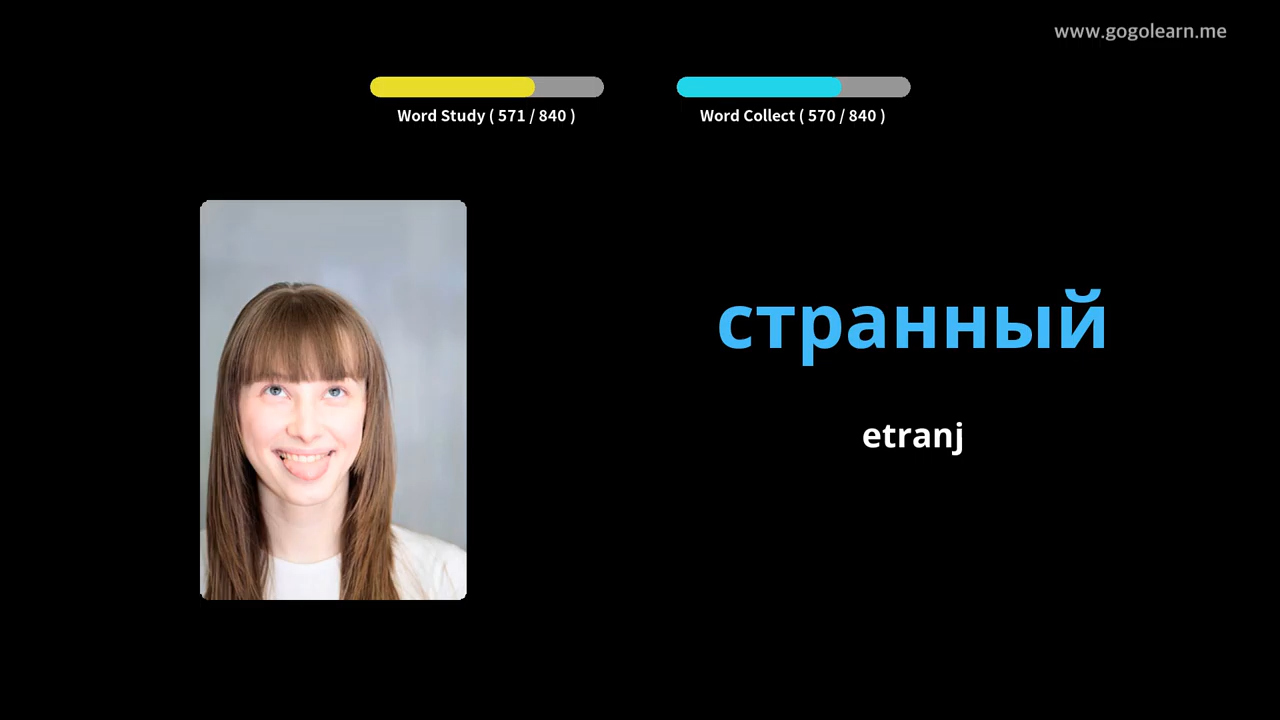 www.gogolearn.me
Word Study ( 571 / 840 )
Word Collect ( 570 / 840 )
странный
etranj